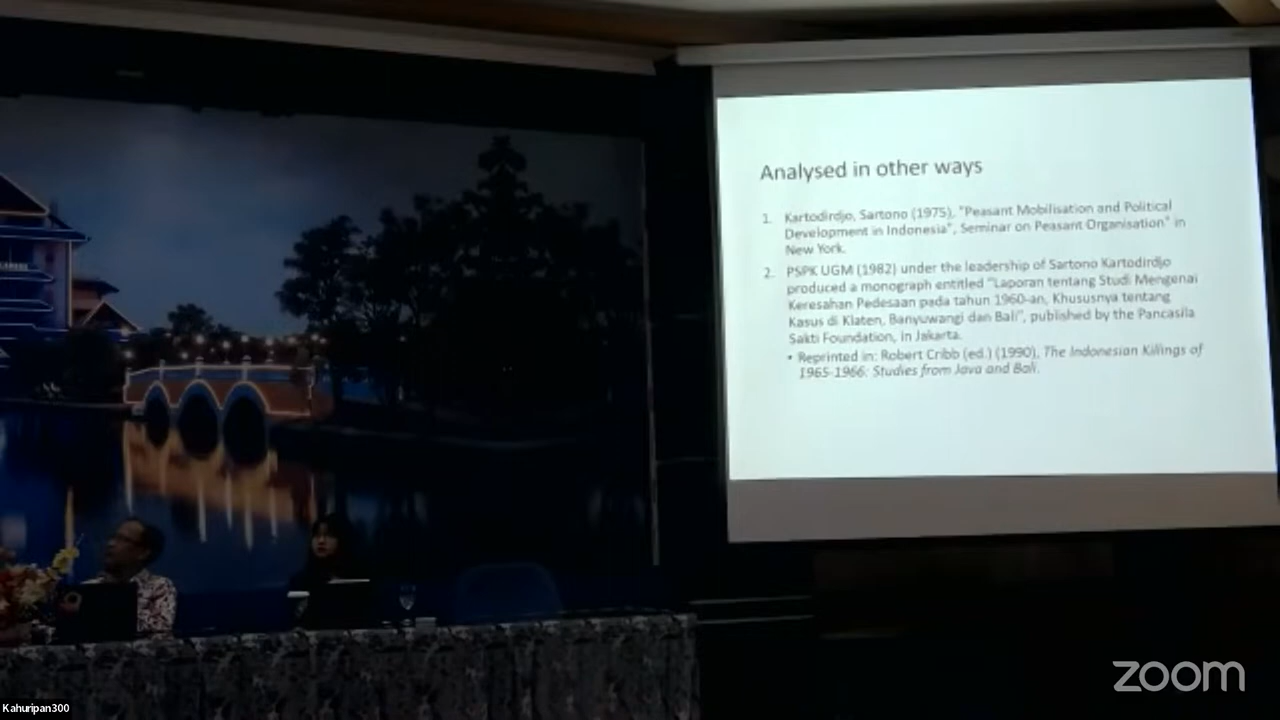 Analysed in other ways
1. Kartodirdjo, Sartono (1975), "Peasant Mobilisation and Political
Development in Indonesia", Seminar on Peasant Organisation" in
New York.
2. PSPK UGM (1982) under the leadership of Sartono Kartodirdjo
produced a monograph entitled "Laporan tentang Studi Mengenai
Keresahan Pedesaan pada tahun 1960-an, Khususnya tentang
Kasus di Klaten, Banyuwangi dan Bali", published by the Pancasila
Sakti Foundation, in Jakarta.
• Reprinted in: Robert Cribb (ed.) (1990), The Indonesian Killings of
1965-1966: Studies from Java and Bali.
zoom
Kahuripan300